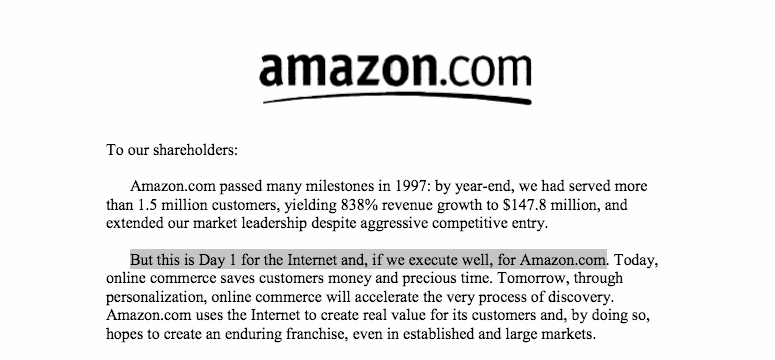 amazon.com
To our shareholders:
Amazon.com passed many milestones in 1997: by year-end, we had served more
than 1.5 million customers, yielding 838% revenue growth to $147.8 million, and
extended our market leadership despite aggressive competitive entry.
But this is Day 1 for the Internet and, if we execute well, for Amazon.com. Today,
online commerce saves customers money and precious time. Tomorrow, through
personalization, online commerce will accelerate the very process of discovery.
Amazon.com uses the Internet to create real value for its customers and, by doing so,
hopes to create an enduring franchise, even in established and large markets.